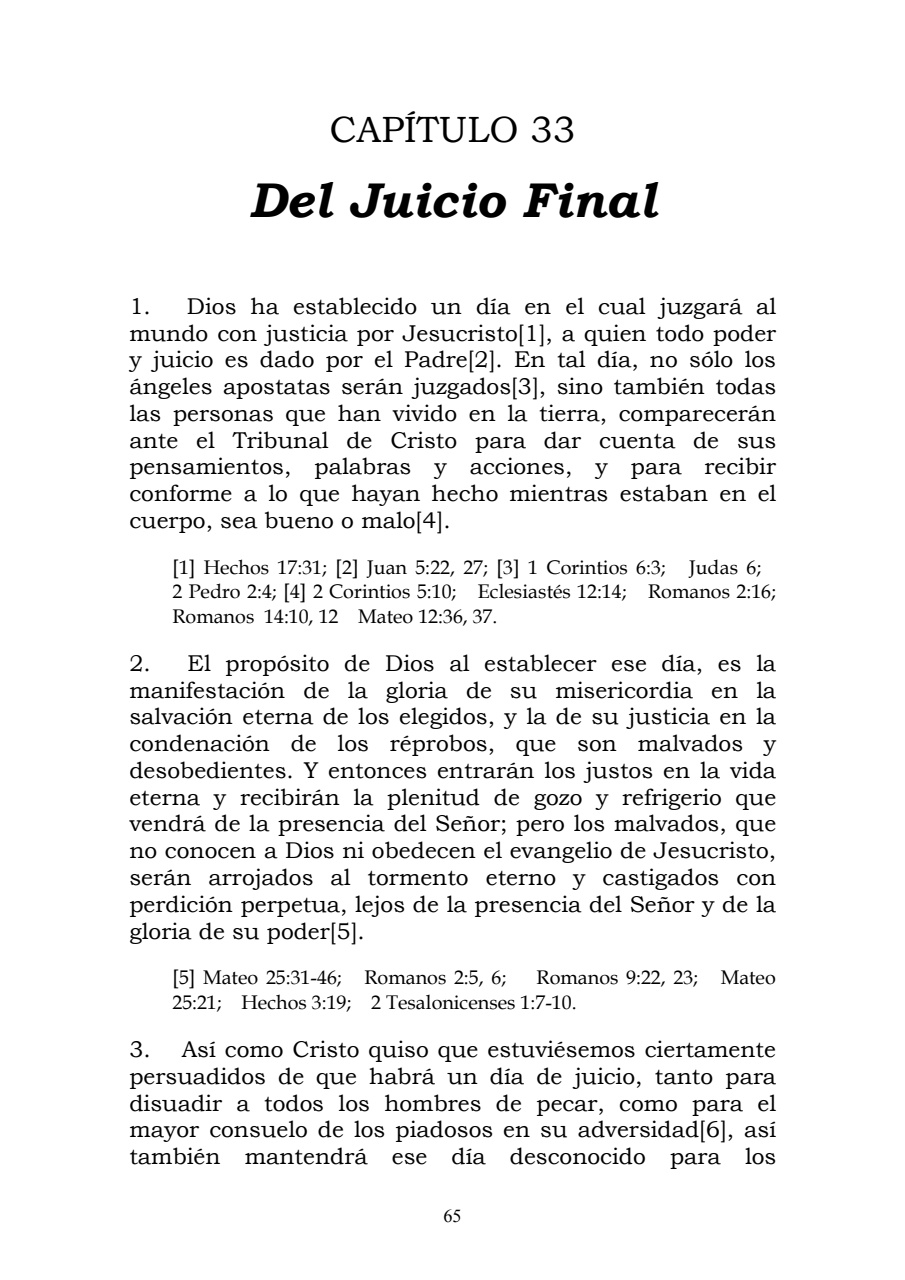 CAPÍTULO 33
Del Juicio Final
1. Dios ha establecido un día en el cual juzgará al
mundo con justicia por Jesucristo[1], a quien todo poder
y juicio es dado por el Padre[2]. En tal día, no sólo los
ángeles apostatas serán juzgados[3], sino también todas
las personas que han vivido en la tierra, comparecerán
ante el Tribunal de Cristo para dar cuenta de sus
pensamientos, palabras y acciones, y para recibir
conforme a lo que hayan hecho mientras estaban en el
cuerpo, sea bueno o malo[4].
[1] Hechos 17:31; [2] Juan 5:22, 27; [3] 1 Corintios 6:3; Judas 6;
2 Pedro 2:4; [4] 2 Corintios 5:10; Eclesiastés 12:14; Romanos 2:16;
Romanos 14:10, 12 Mateo 12:36, 37.
2. El propósito de Dios al establecer ese día, es la
manifestación de la gloria de su misericordia en la
salvación eterna de los elegidos, y la de su justicia en la
condenación de los réprobos, que son malvados y
desobedientes. Y entonces entrarán los justos en la vida
eterna y recibirán la plenitud de gozo y refrigerio que
vendrá de la presencia del Señor; pero los malvados, que
no conocen a Dios ni obedecen el evangelio de Jesucristo,
serán arrojados al tormento eterno y castigados con
perdición perpetua, lejos de la presencia del Señor y de la
gloria de su poder[5].
[5] Mateo 25:31-46; Romanos 2:5, 6; Romanos 9:22, 23; Mateo
25:21; Hechos 3:19; 2 Tesalonicenses 1:7-10.
3. Así como Cristo quiso que estuviésemos ciertamente
persuadidos de que habrá un día de juicio, tanto para
disuadir a todos los hombres de pecar, como para el
mayor consuelo de los piadosos en su adversidad[6], así
también mantendrá ese día desconocido para los
65